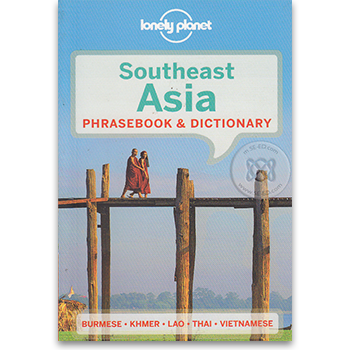 lonely planet
Southeast
Asia
PHRASEBOOK & DICTIONARY
BURMESE • KHMER • LAO • THAI • VIETNAMESE